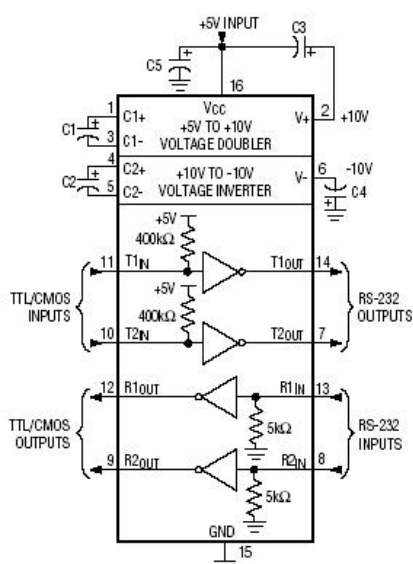 +5V INPUT
C3
C5
+
+
16
1
C1+
VCC
V+
2
+10V
C1
+
+5V TO +10V
3
C1-
VOLTAGE DOUBLER
4
C2+
+10V TO -10V
V-
6
-10V
C2
+
5
C2-
VOLTAGE INVERTER
+
C4
+5V
400kΩ
11
T1IN
T1OUT
14
+5V
TTL/CMOS
INPUTS
400kΩ
RS-232
OUTPUTS
10
T2IN
T2OUT
7
12
R1OUT
R1IN
13
TTL/CMOS
OUTPUTS
5kΩ
RS-232
INPUTS
9
R2OUT
R2IN
8
5kΩ
GND
15